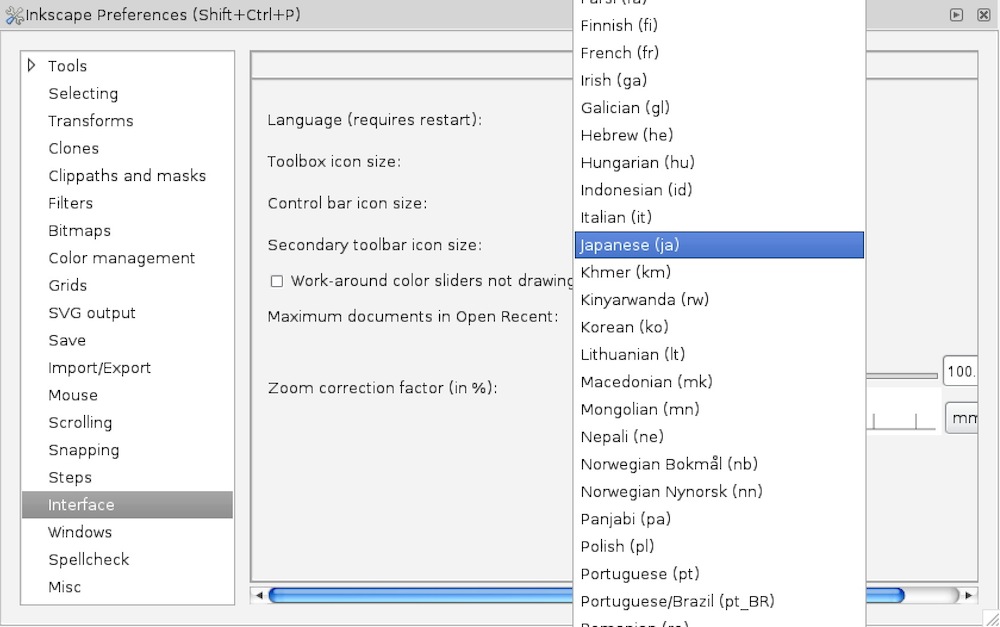 Inkscape Preferences (Shift+Ctrl+P)
Tools
Selecting
Transforms
Clones
Clippaths and masks
Filters
Bitmaps
Color management
Grids
SVG output
Save
Import/Export
Mouse
Scrolling
Snapping
Steps
Interface
Windows
Spellcheck
Misc
Language (requires restart):
Toolbox icon size:
Control bar icon size:
Secondary toolbar icon size:
Work-around color sliders not drawing
Maximum documents in Open Recent:
Zoom correction factor (in %):
Finnish (fi)
French (fr)
Irish (ga)
Galician (gl)
Hebrew (he)
Hungarian (hu)
Indonesian (id)
Italian (it)
Japanese (ja)
Khmer (km)
Kinyarwanda (rw)
Korean (ko)
Lithuanian (lt)
Macedonian (mk)
Mongolian (mn)
Nepali (ne)
Norwegian Bokmål (nb)
Norwegian Nynorsk (nn)
Panjabi (pa)
Polish (pl)
Portuguese (pt)
Portuguese/Brazil (pt_BR)
100.
mm